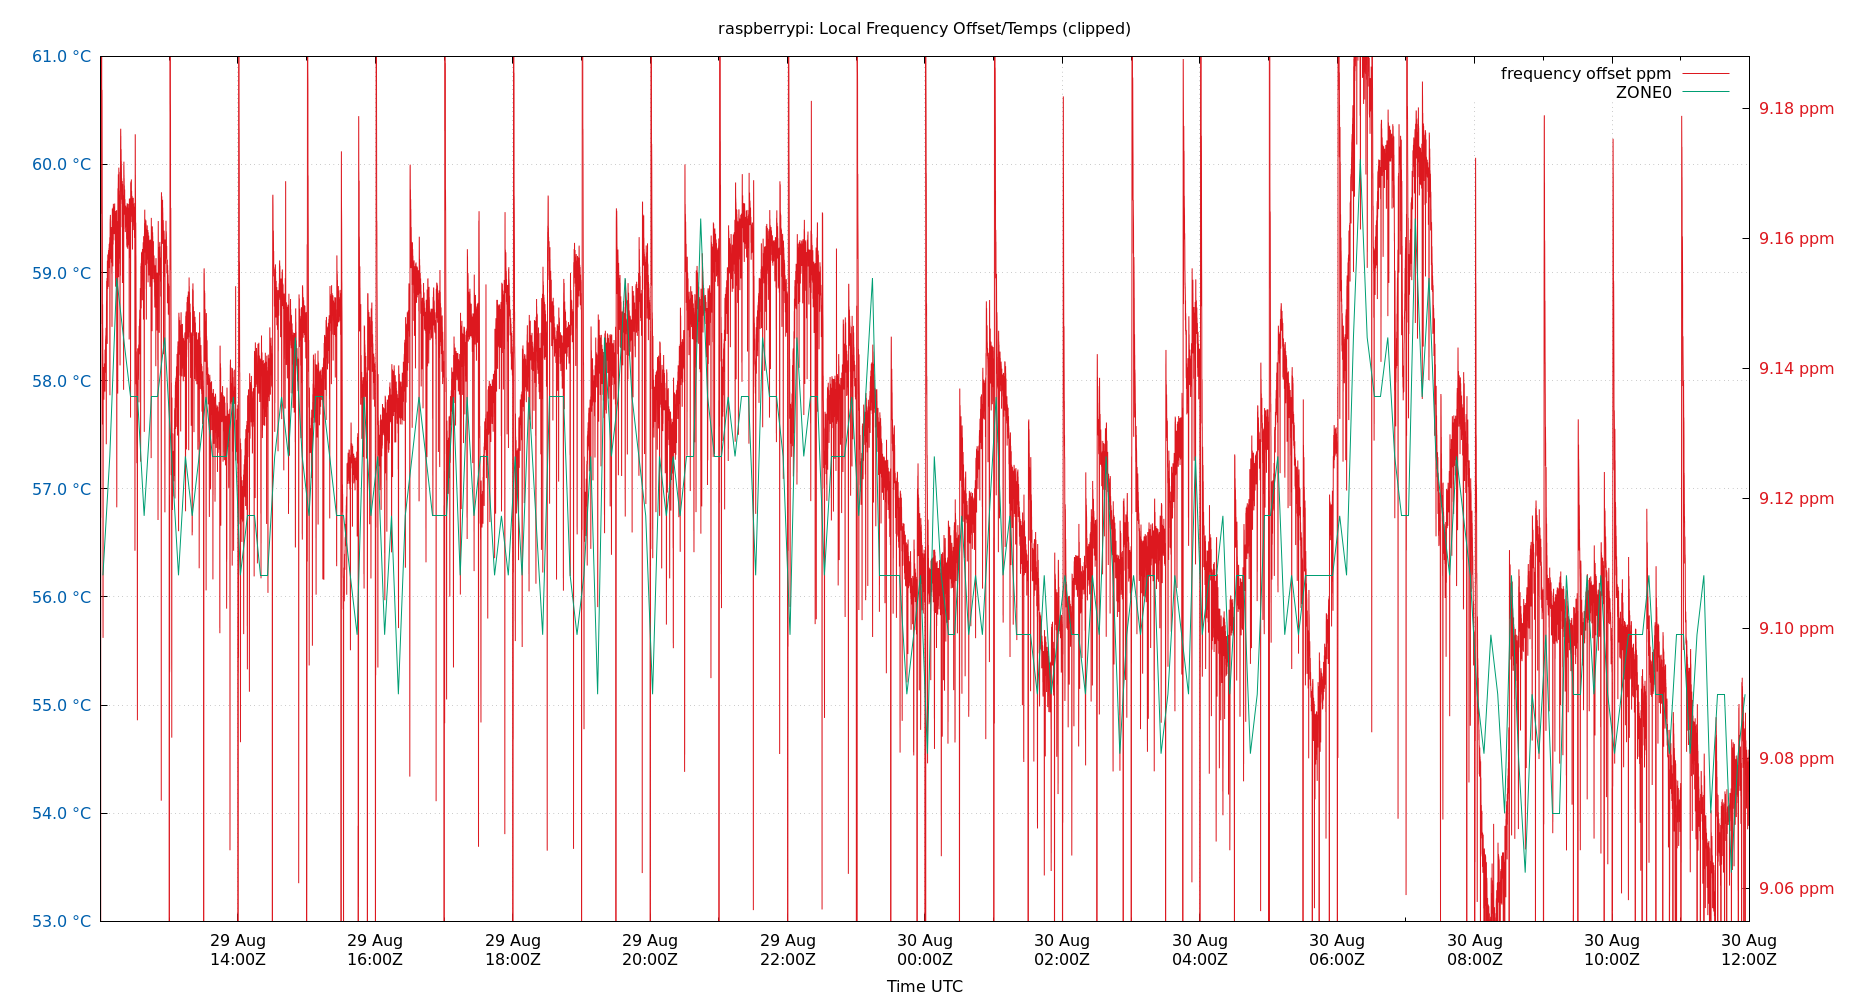 raspberrypi: Local Frequency Offset/Temps (clipped)
frequency offset ppm
ZONE0
61.0 °C
60.0 °C
59.0 °C
58.0 °C
57.0 °C
56.0 °C
55.0 °C
54.0 °C
53.0 °C
9.18 ppm
9.16 ppm
9.14 ppm
9.12 ppm
9.10 ppm
9.08 ppm
9.06 ppm
29 Aug
14:00Z
29 Aug
16:00Z
29 Aug
18:00Z
29 Aug
20:00Z
29 Aug
22:00Z
30 Aug
00:00Z
30 Aug
02:00Z
30 Aug
04:00Z
30 Aug
06:00Z
30 Aug
08:00Z
30 Aug
10:00Z
30 Aug
12:00Z
Time UTC